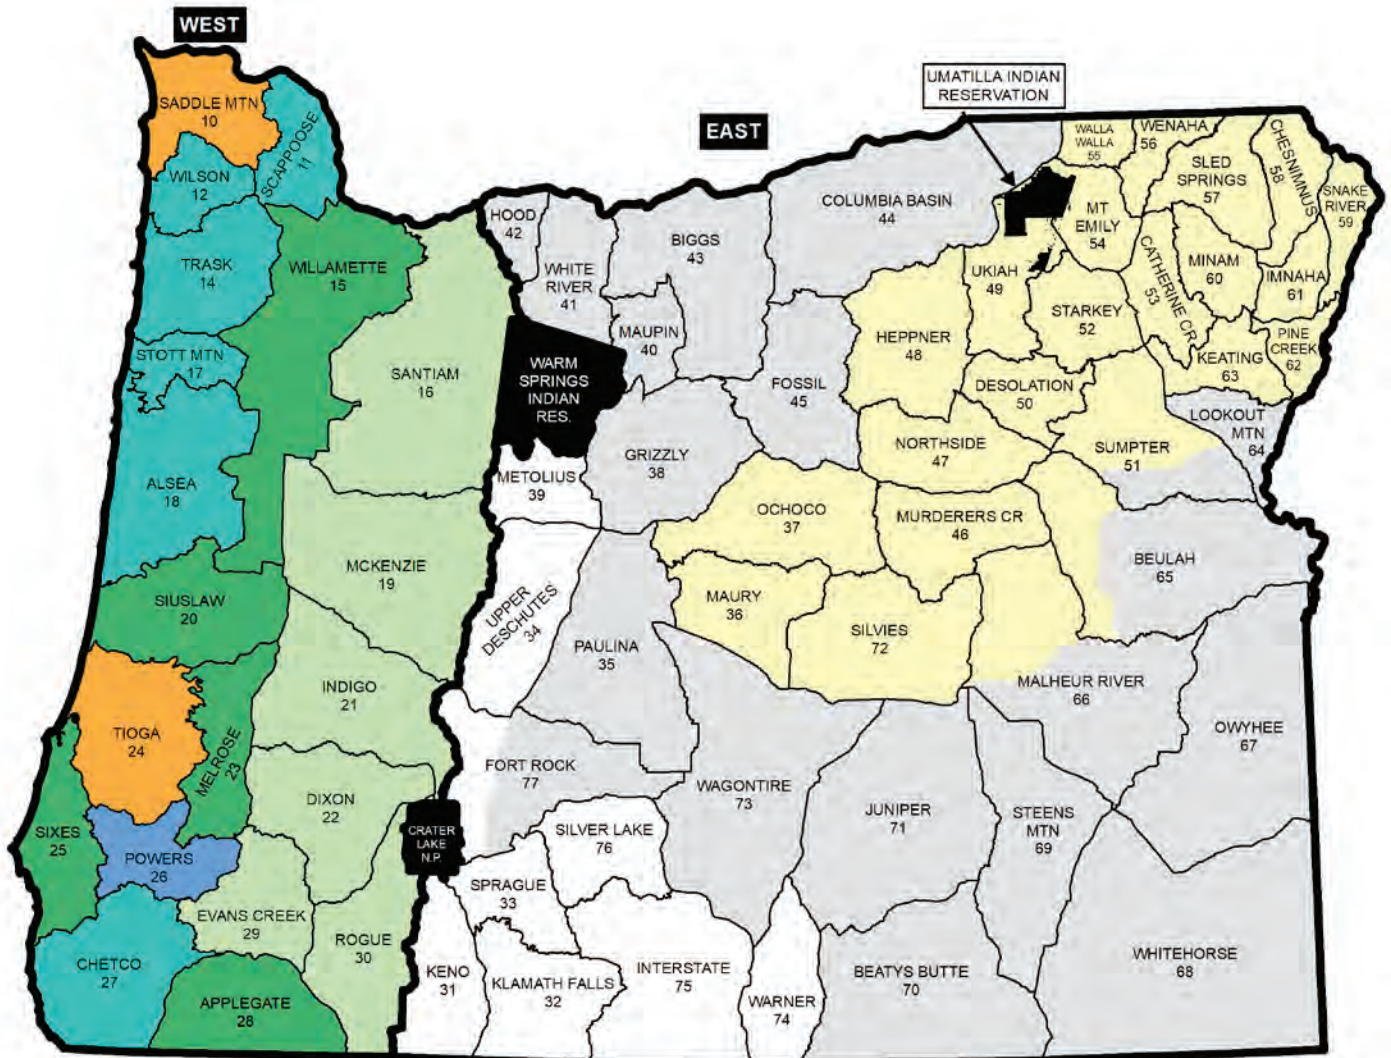 WEST
EAST
UMATILLA INDIAN
RESERVATION
SADDLE MTN
10
SCAPPOOSE
11
WILSON
12
TRASK
14
WILLAMETTE
15
SANTIAM
16
STOTT MTN
17
ALSEA
18
MCKENZIE
19
SIUSLAW
20
INDIGO
21
DIXON
22
MELROSE
23
TIOGA
24
SIXES
25
POWERS
26
CHETCO
27
APPLEGATE
28
EVANS CREEK
29
ROGUE
30
CRATER
LAKE
N.P.
KENO
31
KLAMATH FALLS
32
SPRAGUE
33
UPPER
DESCHUTES
34
PAULINA
35
MAURY
36
OCHOCO
37
GRIZZLY
38
METOLIUS
39
WARM
SPRINGS
INDIAN
RES.
MAUPIN
40
WHITE
RIVER
41
HOOD
42
BIGGS
43
COLUMBIA BASIN
44
FOSSIL
45
MURDERERS CR
46
NORTHSIDE
47
HEPPNER
48
UKIAH
49
DESOLATION
50
SUMPTER
51
STARKEY
52
CATHERINE CR
53
MT
EMILY
54
WALLA
WALLA
55
WENAHA
56
SLED
SPRINGS
57
CHESNIMNUS
58
SNAKE
RIVER
59
MINAM
60
IMNAHA
61
PINE
CREEK
62
KEATING
63
LOOKOUT
MTN
64
BEULAH
65
MALHEUR RIVER
66
OWYHEE
67
WHITEHORSE
68
STEENS
MTN
69
BEATYS BUTTE
70
JUNIPER
71
SILVIES
72
WAGONTIRE
73
WARNER
74
INTERSTATE
75
SILVER LAKE
76
FORT ROCK
77